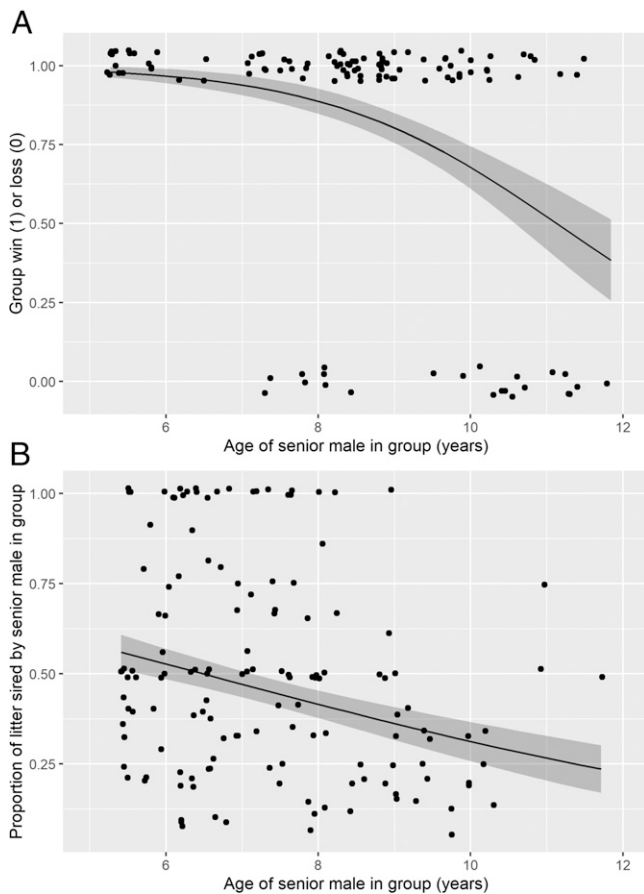 A
Group win (1) or loss (0)
1.00
0.75
0.50
0.25
0.00
6
8
10
12
Age of senior male in group (years)
B
Proportion of litter sired by senior male in group
1.00
0.75
0.50
0.25
6
8
10
12
Age of senior male in group (years)